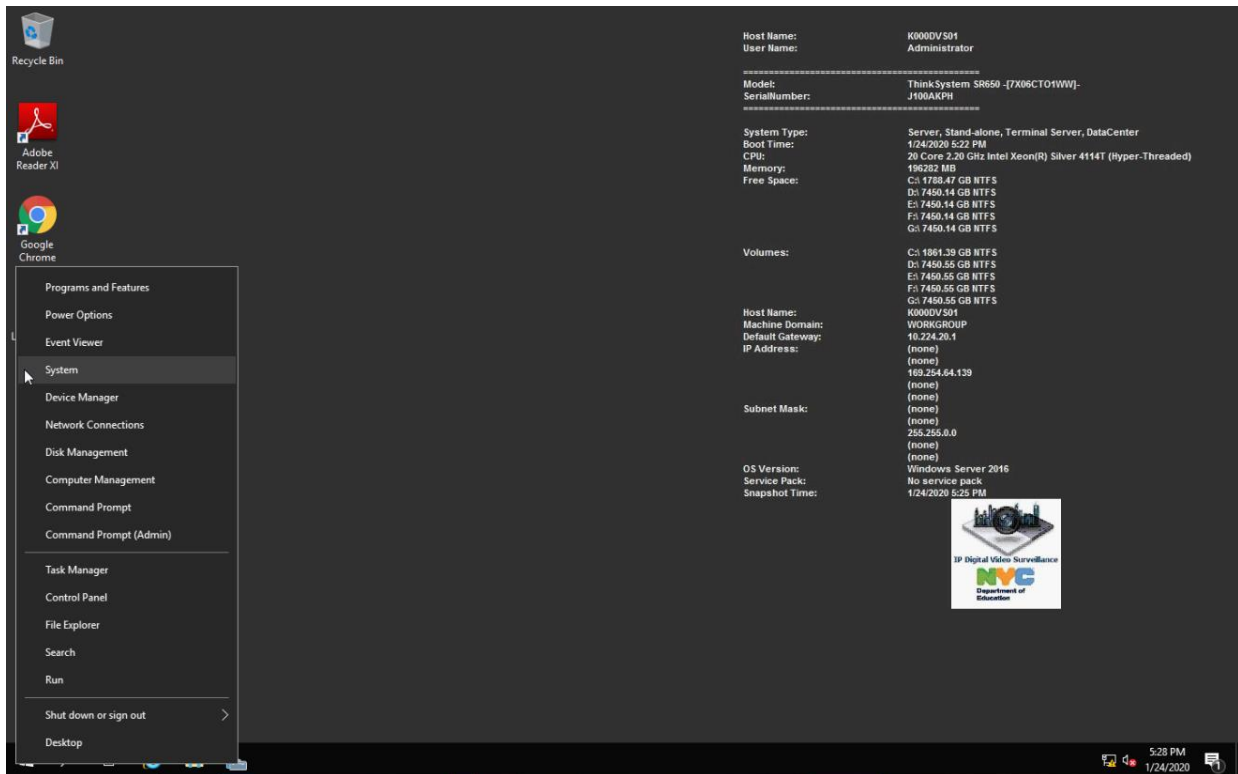 Recycle Bin
Adobe
Reader XI
Google
Chrome
Programs and Features
Power Options
Event Viewer
System
Device Manager
Network Connections
Disk Management
Computer Management
Command Prompt
Command Prompt (Admin)
Task Manager
Control Panel
File Explorer
Search
Run
Shut down or sign out
Desktop
Host Name: K000DVS01
User Name: Administrator
Model: ThinkSystem SR650 -[7X06CTO1WW]-
SerialNumber: J100AKPH
System Type: Server, Stand-alone, Terminal Server, DataCenter
Boot Time: 1/24/2020 5:22 PM
CPU: 20 Core 2.20 GHz Intel Xeon(R) Silver 4114T (Hyper-Threaded)
Memory: 196282 MB
Free Space: C:\ 1788.47 GB NTFS
D:\ 7450.14 GB NTFS
E:\ 7450.14 GB NTFS
F:\ 7450.14 GB NTFS
G:\ 7450.14 GB NTFS
Volumes: C:\ 1861.39 GB NTFS
D:\ 7450.55 GB NTFS
E:\ 7450.55 GB NTFS
F:\ 7450.55 GB NTFS
G:\ 7450.55 GB NTFS
Host Name: K000DVS01
Machine Domain: WORKGROUP
Default Gateway: 10.224.20.1
IP Address: (none)
(none)
169.254.64.139
(none)
(none)
Subnet Mask: (none)
(none)
255.255.0.0
(none)
(none)
OS Version: Windows Server 2016
Service Pack: No service pack
Snapshot Time: 1/24/2020 5:25 PM
IP Digital Video Surveillance
NYC
Department of
Education
5:28 PM
1/24/2020
1